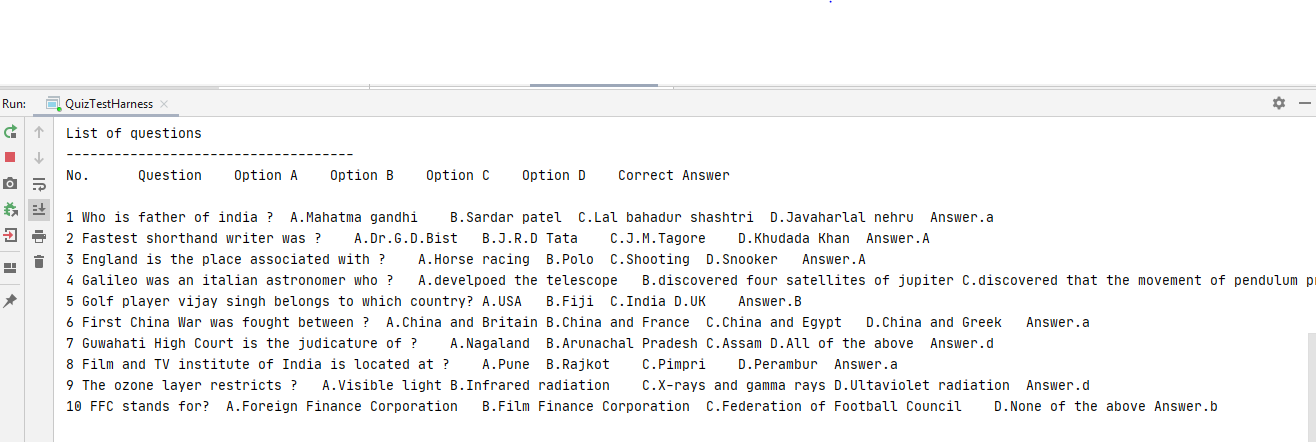 Run: QuizTestHarness
List of questions
------------------------------------
No. Question Option A Option B Option C Option D Correct Answer
1 Who is father of india ? A.Mahatma gandhi B.Sardar patel C.Lal bahadur shashtri D.Javaharlal nehru Answer.a
2 Fastest shorthand writer was ? A.Dr.G.D.Bist B.J.R.D Tata C.J.M.Tagore D.Khudada Khan Answer.A
3 England is the place associated with ? A.Horse racing B.Polo C.Shooting D.Snooker Answer.A
4 Galileo was an italian astronomer who ? A.develpoed the telescope B.discovered four satellites of jupiter C.discovered that the movement of pendulum
5 Golf player vijay singh belongs to which country? A.USA B.Fiji C.India D.UK Answer.B
6 First China War was fought between ? A.China and Britain B.China and France C.China and Egypt D.China and Greek Answer.a
7 Guwahati High Court is the judicature of ? A.Nagaland B.Arunachal Pradesh C.Assam D.All of the above Answer.d
8 Film and TV institute of India is located at ? A.Pune B.Rajkot C.Pimpri D.Perambur Answer.a
9 The ozone layer restricts ? A.Visible light B.Infrared radiation C.X-rays and gamma rays D.Ultaviolet radiation Answer.d
10 FFC stands for? A.Foreign Finance Corporation B.Film Finance Corporation C.Federation of Football Council D.None of the above Answer.b